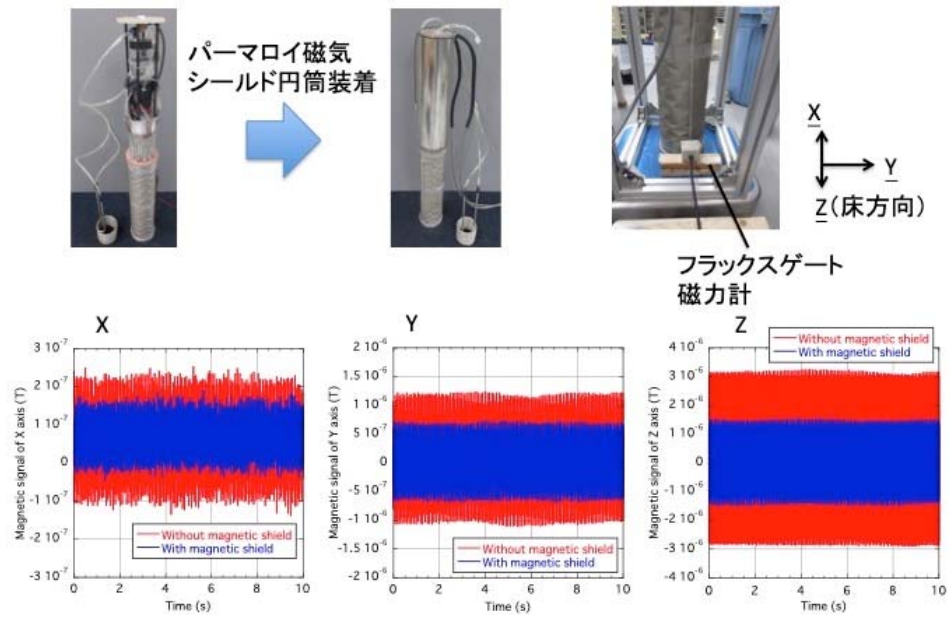 パーマロイ磁気
シールド円筒装着
X
Y
Z(床方向)
フラックスゲート
磁力計
X
Magnetic signal of X axis (T)
3 10⁻⁷
2 10⁻⁷
1 10⁻⁷
0
-1 10⁻⁷
-2 10⁻⁷
-3 10⁻⁷
Without magnetic shield
With magnetic shield
0 2 4 6 8 10
Time (s)
Y
Magnetic signal of Y axis (T)
2 10⁻⁶
1.5 10⁻⁶
1 10⁻⁶
5 10⁻⁷
0
-5 10⁻⁷
-1 10⁻⁶
-1.5 10⁻⁶
-2 10⁻⁶
Without magnetic shield
With magnetic shield
0 2 4 6 8 10
Time (s)
Z
Magnetic signal of Z axis (T)
Without magnetic shield
With magnetic shield
4 10⁻⁶
3 10⁻⁶
2 10⁻⁶
1 10⁻⁶
0
-1 10⁻⁶
-2 10⁻⁶
-3 10⁻⁶
-4 10⁻⁶
0 2 4 6 8 10
Time (s)